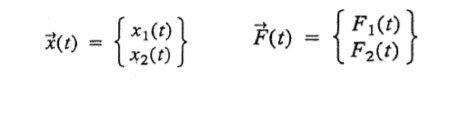 x⃗(t) = { x₁(t) x₂(t) } F⃗(t) = { F₁(t) F₂(t) }